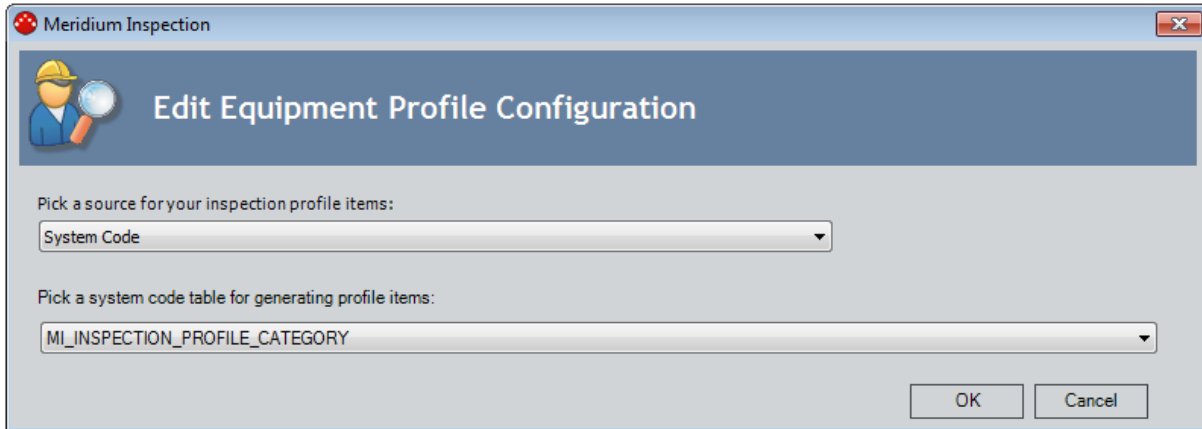 Meridium Inspection
Edit Equipment Profile Configuration
Pick a source for your inspection profile items:
System Code
Pick a system code table for generating profile items:
MI_INSPECTION_PROFILE_CATEGORY
OK Cancel